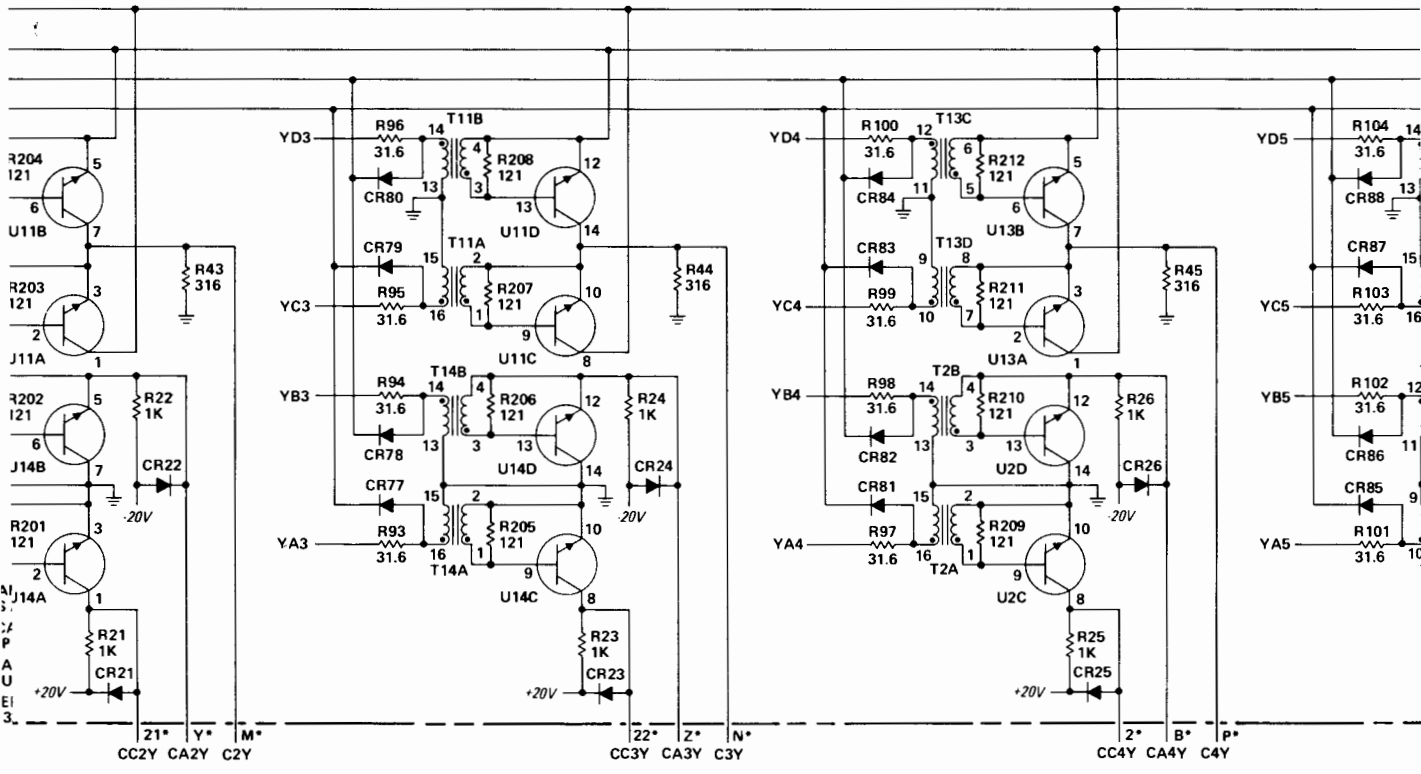 YD3
R96
31.6
14
T11B
4
R208
121
12
YD4
R100
31.6
12
T13C
6
R212
121
5
YD5
R104
31.6
14
R204
121
5
6
U11B
7
CR80
13
3
13
U11D
14
CR84
11
5
6
U13B
7
CR88
13
R43
316
CR79
15
T11A
2
R44
316
CR83
9
T13D
8
R45
316
CR87
15
R203
121
3
2
U11A
1
YC3
R95
31.6
16
1
R207
121
10
9
U11C
8
YC4
R99
31.6
10
7
R211
121
3
2
U13A
1
YC5
R103
31.6
16
R202
121
5
R22
1K
6
U14B
7
CR22
-20V
YB3
R94
31.6
14
T14B
4
R206
121
12
R24
1K
CR78
13
3
13
U14D
14
CR24
-20V
YB4
R98
31.6
14
T2B
4
R210
121
12
R26
1K
CR82
13
3
13
U2D
14
CR26
-20V
YB5
R102
31.6
12
CR86
11
R201
121
3
2
U14A
1
CR77
15
2
YA3
R93
31.6
16
T14A
1
R205
121
10
9
U14C
8
CR81
15
2
YA4
R97
31.6
16
T2A
1
R209
121
10
9
U2C
8
CR85
9
YA5
R101
31.6
10
R21
1K
CR21
+20V
R23
1K
CR23
+20V
R25
1K
CR25
+20V
21* Y* M*
CC2Y CA2Y C2Y
22* Z* N*
CC3Y CA3Y C3Y
2* B* P*
CC4Y CA4Y C4Y